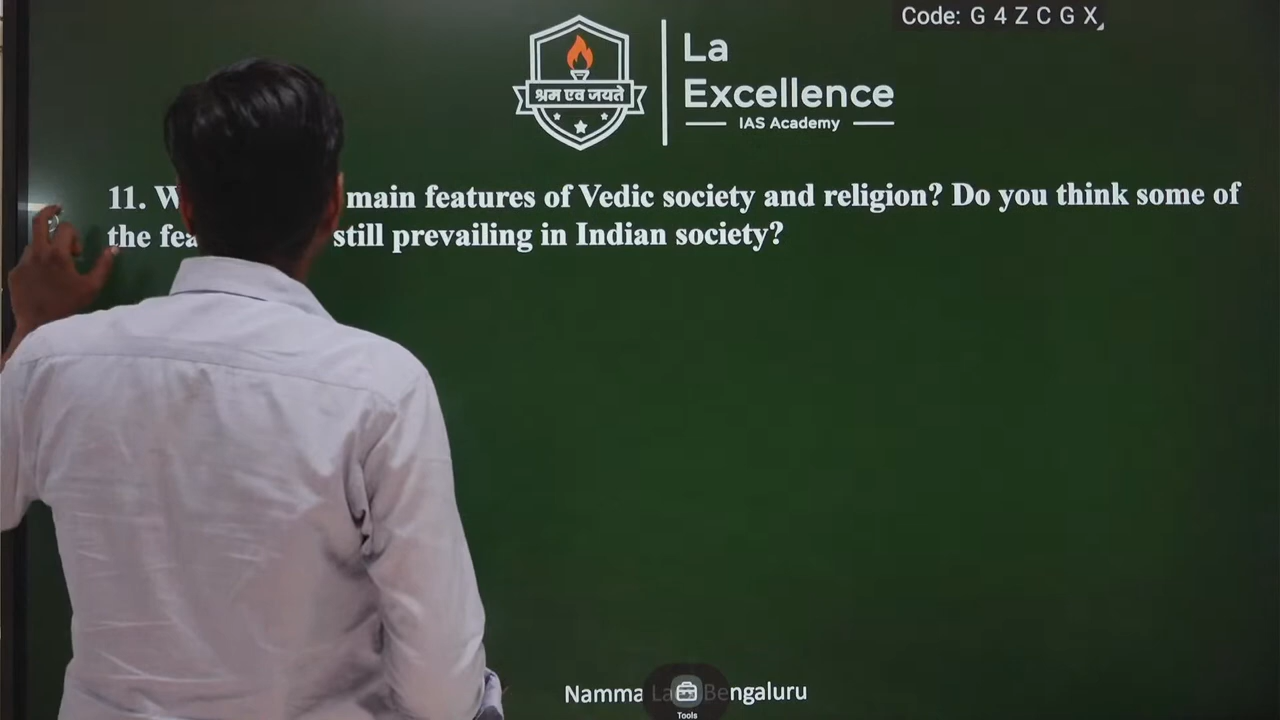 Code: G 4 Z C G X
La
Excellence
श्रम एव जयते
IAS Academy
11. W main features of Vedic society and religion? Do you think some of
the fea still prevailing in Indian society?
Namma La Bengaluru
Tools